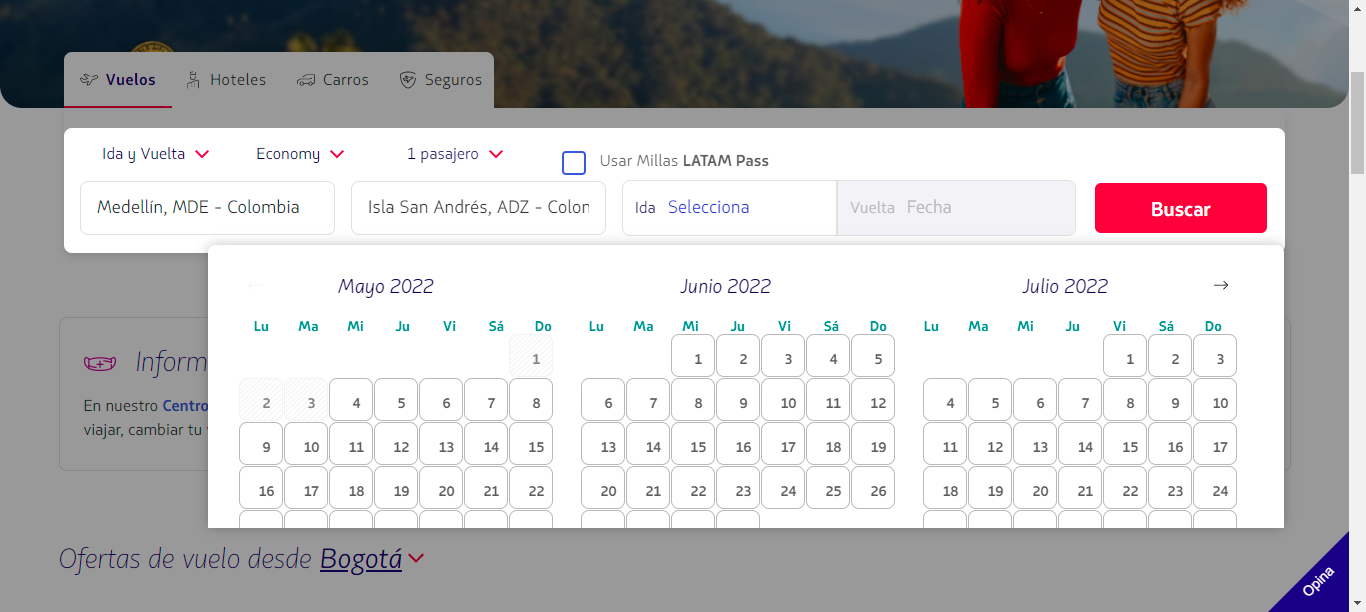 Vuelos Hoteles Carros Seguros
Ida y Vuelta Economy 1 pasajero Usar Millas LATAM Pass
Medellín, MDE - Colombia Isla San Andrés, ADZ - Colon Ida Selecciona Vuelta Fecha Buscar
Mayo 2022 Junio 2022 Julio 2022
Lu Ma Mi Ju Vi Sá Do Lu Ma Mi Ju Vi Sá Do Lu Ma Mi Ju Vi Sá Do
1 1 2 3 4 5 1 2 3
Inform
2 3 4 5 6 7 8 6 7 8 9 10 11 12 4 5 6 7 8 9 10
En nuestro Centro
viajar, cambiar tu
9 10 11 12 13 14 15 13 14 15 16 17 18 19 11 12 13 14 15 16 17
16 17 18 19 20 21 22 20 21 22 23 24 25 26 18 19 20 21 22 23 24
Ofertas de vuelo desde Bogotá
Opina